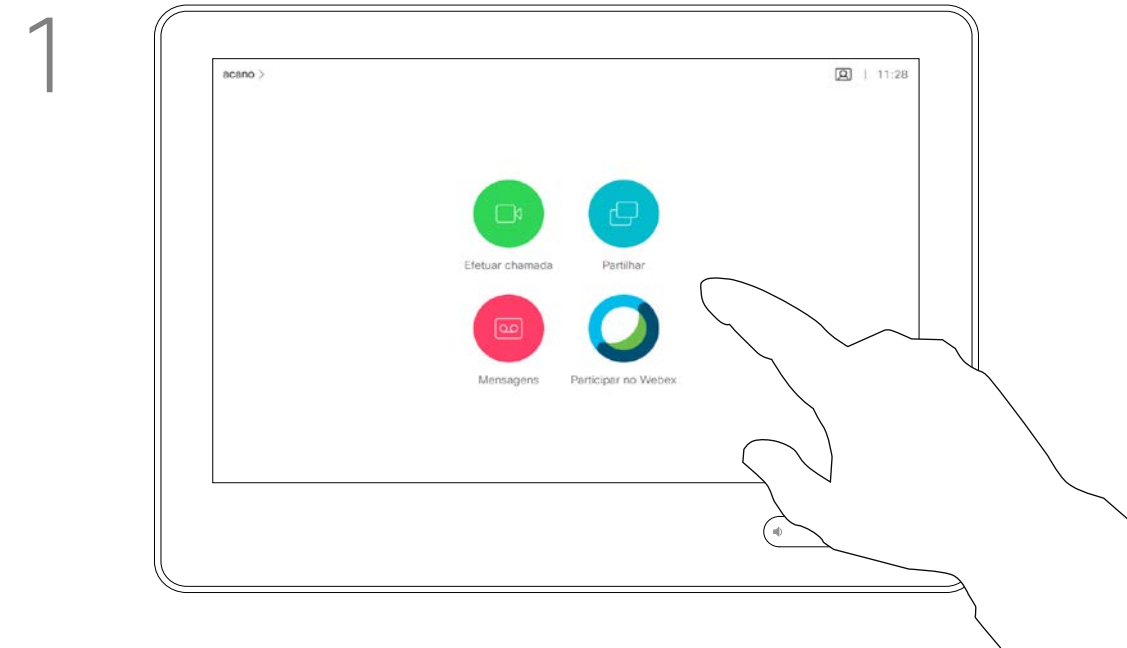 1
acano >
| 11:28
Efetuar chamada
Partilhar
Mensagens
Participar no Webex